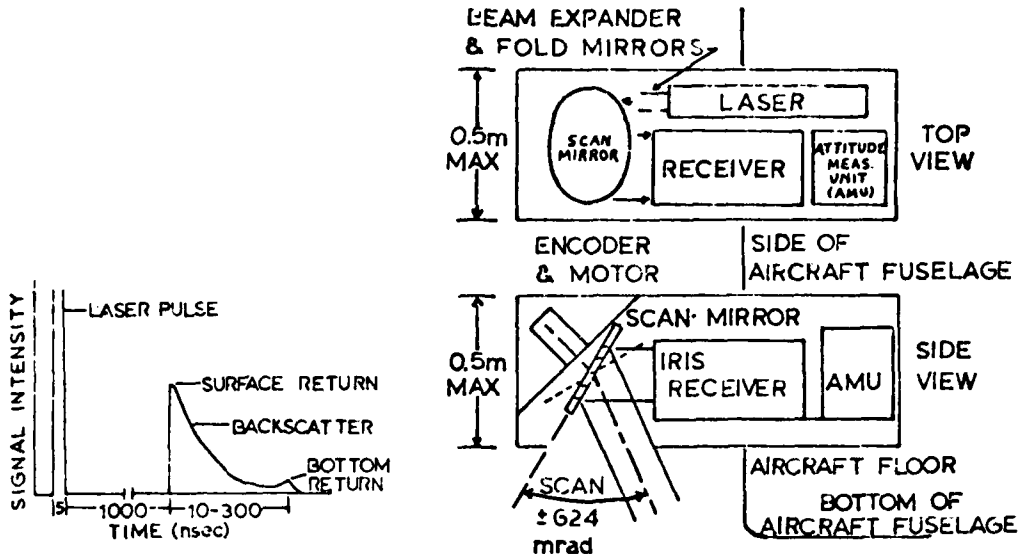 BEAM EXPANDER
& FOLD MIRRORS
LASER
0.5m
MAX
SCAN
MIRROR
RECEIVER
ATTITUDE
MEAS.
UNIT
(AMU)
TOP
VIEW
ENCODER
& MOTOR
SIDE OF
AIRCRAFT FUSELAGE
SCAN MIRROR
0.5m
MAX
IRIS
RECEIVER
AMU
SIDE
VIEW
AIRCRAFT FLOOR
SCAN
±624
mrad
BOTTOM OF
AIRCRAFT FUSELAGE
SIGNAL INTENSITY
LASER PULSE
SURFACE RETURN
BACKSCATTER
BOTTOM
RETURN
5
1000
10-300
TIME (nsec)